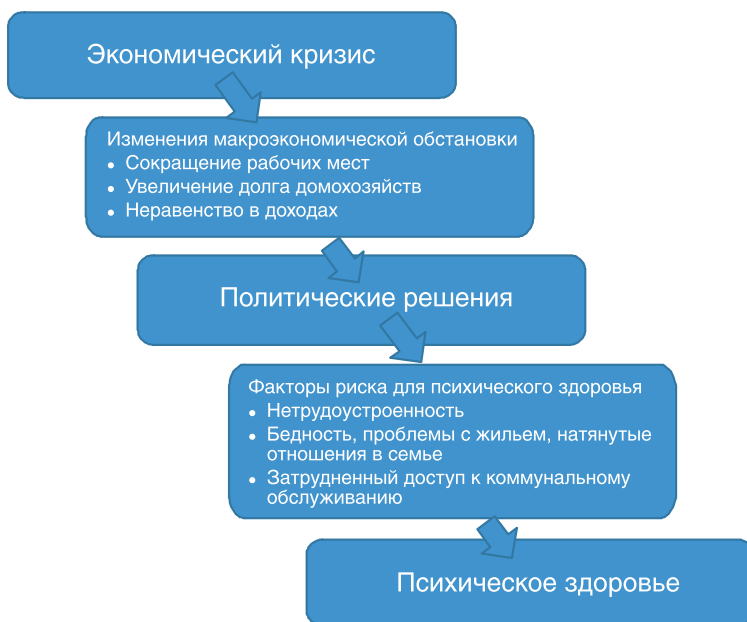 Экономический кризис
Изменения макроэкономической обстановки
• Сокращение рабочих мест
• Увеличение долга домохозяйств
• Неравенство в доходах
Политические решения
Факторы риска для психического здоровья
• Нетрудоустроенность
• Бедность, проблемы с жильем, натянутые
отношения в семье
• Затрудненный доступ к коммунальному
обслуживанию
Психическое здоровье